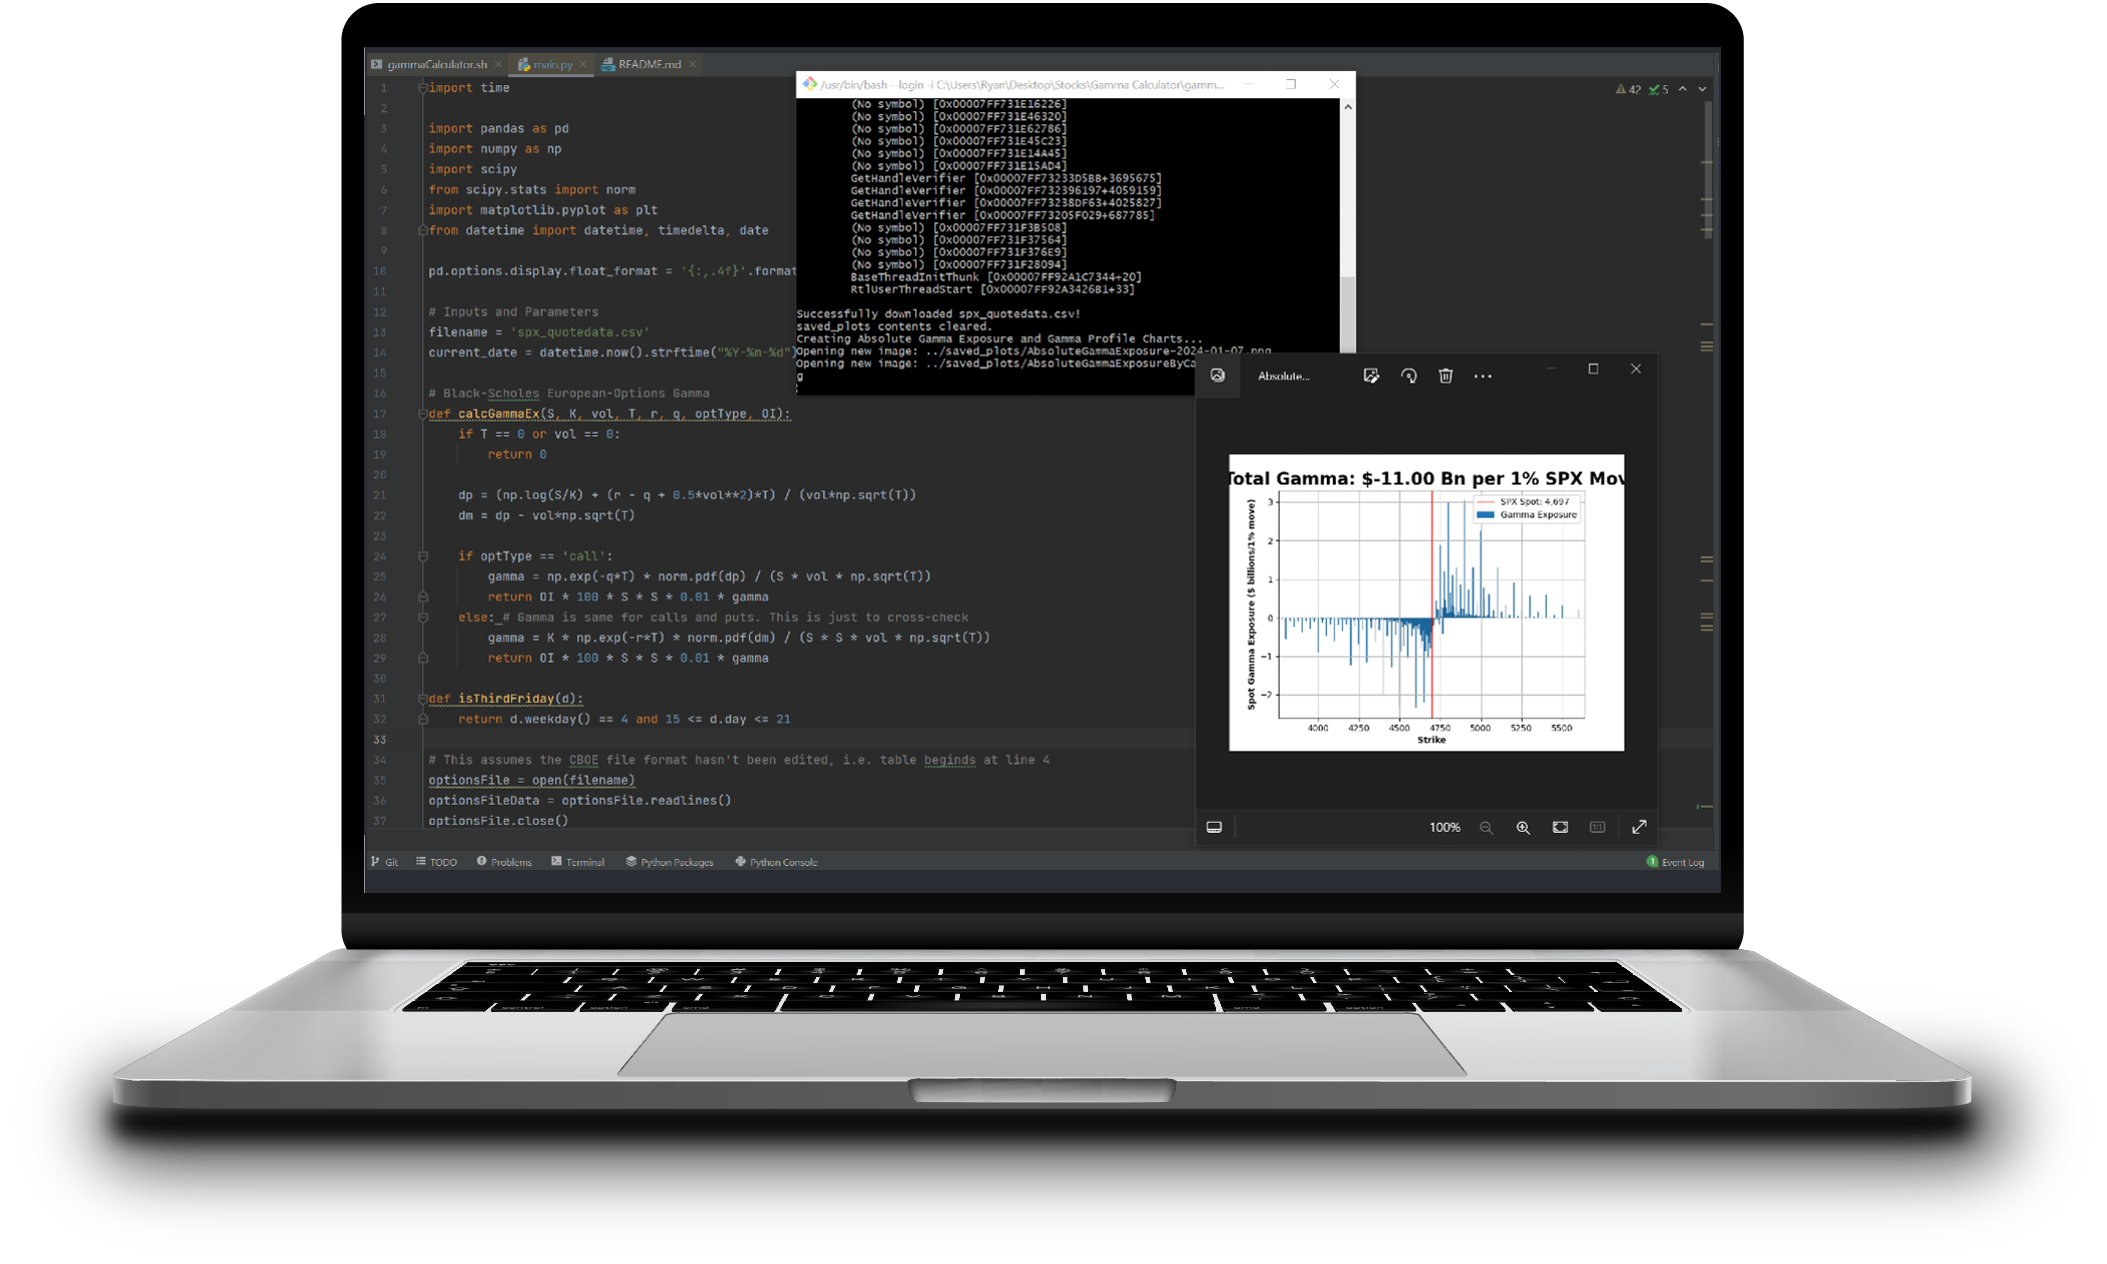 gammaCalculator.sh
main.py
README.md
42
5
1 import time
2
3 import pandas as pd
4 import numpy as np
5 import scipy
6 from scipy.stats import norm
7 import matplotlib.pyplot as plt
8 from datetime import datetime, timedelta, date
9
10 pd.options.display.float_format = '{:,.4f}'.format
11
12 # Inputs and Parameters
13 filename = 'spx_quotedata.csv'
14 current_date = datetime.now().strftime("%Y-%m-%d")
15
16 # Black-Scholes European-Options Gamma
17 def calcGammaEx(S, K, vol, T, r, q, optType, OI):
18 if T == 0 or vol == 0:
19 return 0
20
21 dp = (np.log(S/K) + (r - q + 0.5*vol**2)*T) / (vol*np.sqrt(T))
22 dm = dp - vol*np.sqrt(T)
23
24 if optType == 'call':
25 gamma = np.exp(-q*T) * norm.pdf(dp) / (S * vol * np.sqrt(T))
26 return OI * 100 * S * S * 0.01 * gamma
27 else: # Gamma is same for calls and puts. This is just to cross-check
28 gamma = K * np.exp(-r*T) * norm.pdf(dm) / (S * S * vol * np.sqrt(T))
29 return OI * 100 * S * S * 0.01 * gamma
30
31 def isThirdFriday(d):
32 return d.weekday() == 4 and 15 <= d.day <= 21
33
34 # This assumes the CBOE file format hasn't been edited, i.e. table beginds at line 4
35 optionsFile = open(filename)
36 optionsFileData = optionsFile.readlines()
37 optionsFile.close()
Git
TODO
Problems
Terminal
Python Packages
Python Console
1 Event Log
/usr/bin/bash --login -i C:\Users\Ryan\Desktop\Stocks\Gamma Calculator\gamm...
(No symbol) [0x00007FF731E16226]
(No symbol) [0x00007FF731E46320]
(No symbol) [0x00007FF731E62786]
(No symbol) [0x00007FF731E45C23]
(No symbol) [0x00007FF731E14A45]
(No symbol) [0x00007FF731E15AD4]
GetHandleVerifier [0x00007FF73233D5BB+3695675]
GetHandleVerifier [0x00007FF732396197+4059159]
GetHandleVerifier [0x00007FF73238DF63+4025827]
GetHandleVerifier [0x00007FF73205F029+687785]
(No symbol) [0x00007FF731F3B508]
(No symbol) [0x00007FF731F37564]
(No symbol) [0x00007FF731F376E9]
(No symbol) [0x00007FF731F28094]
BaseThreadInitThunk [0x00007FF92A1C7344+20]
RtlUserThreadStart [0x00007FF92A3426B1+33]
Successfully downloaded spx_quotedata.csv!
saved_plots contents cleared.
Creating Absolute Gamma Exposure and Gamma Profile Charts...
Opening new image: ../saved_plots/AbsoluteGammaExposure-2024-01-07.png
Opening new image: ../saved_plots/AbsoluteGammaExposureByCa
g
Absolute...
Total Gamma: $-11.00 Bn per 1% SPX Mov
SPX Spot: 4,697
Gamma Exposure
Spot Gamma Exposure ($ billions/1% move)
3
2
1
0
−1
−2
4000 4250 4500 4750 5000 5250 5500
Strike
100%